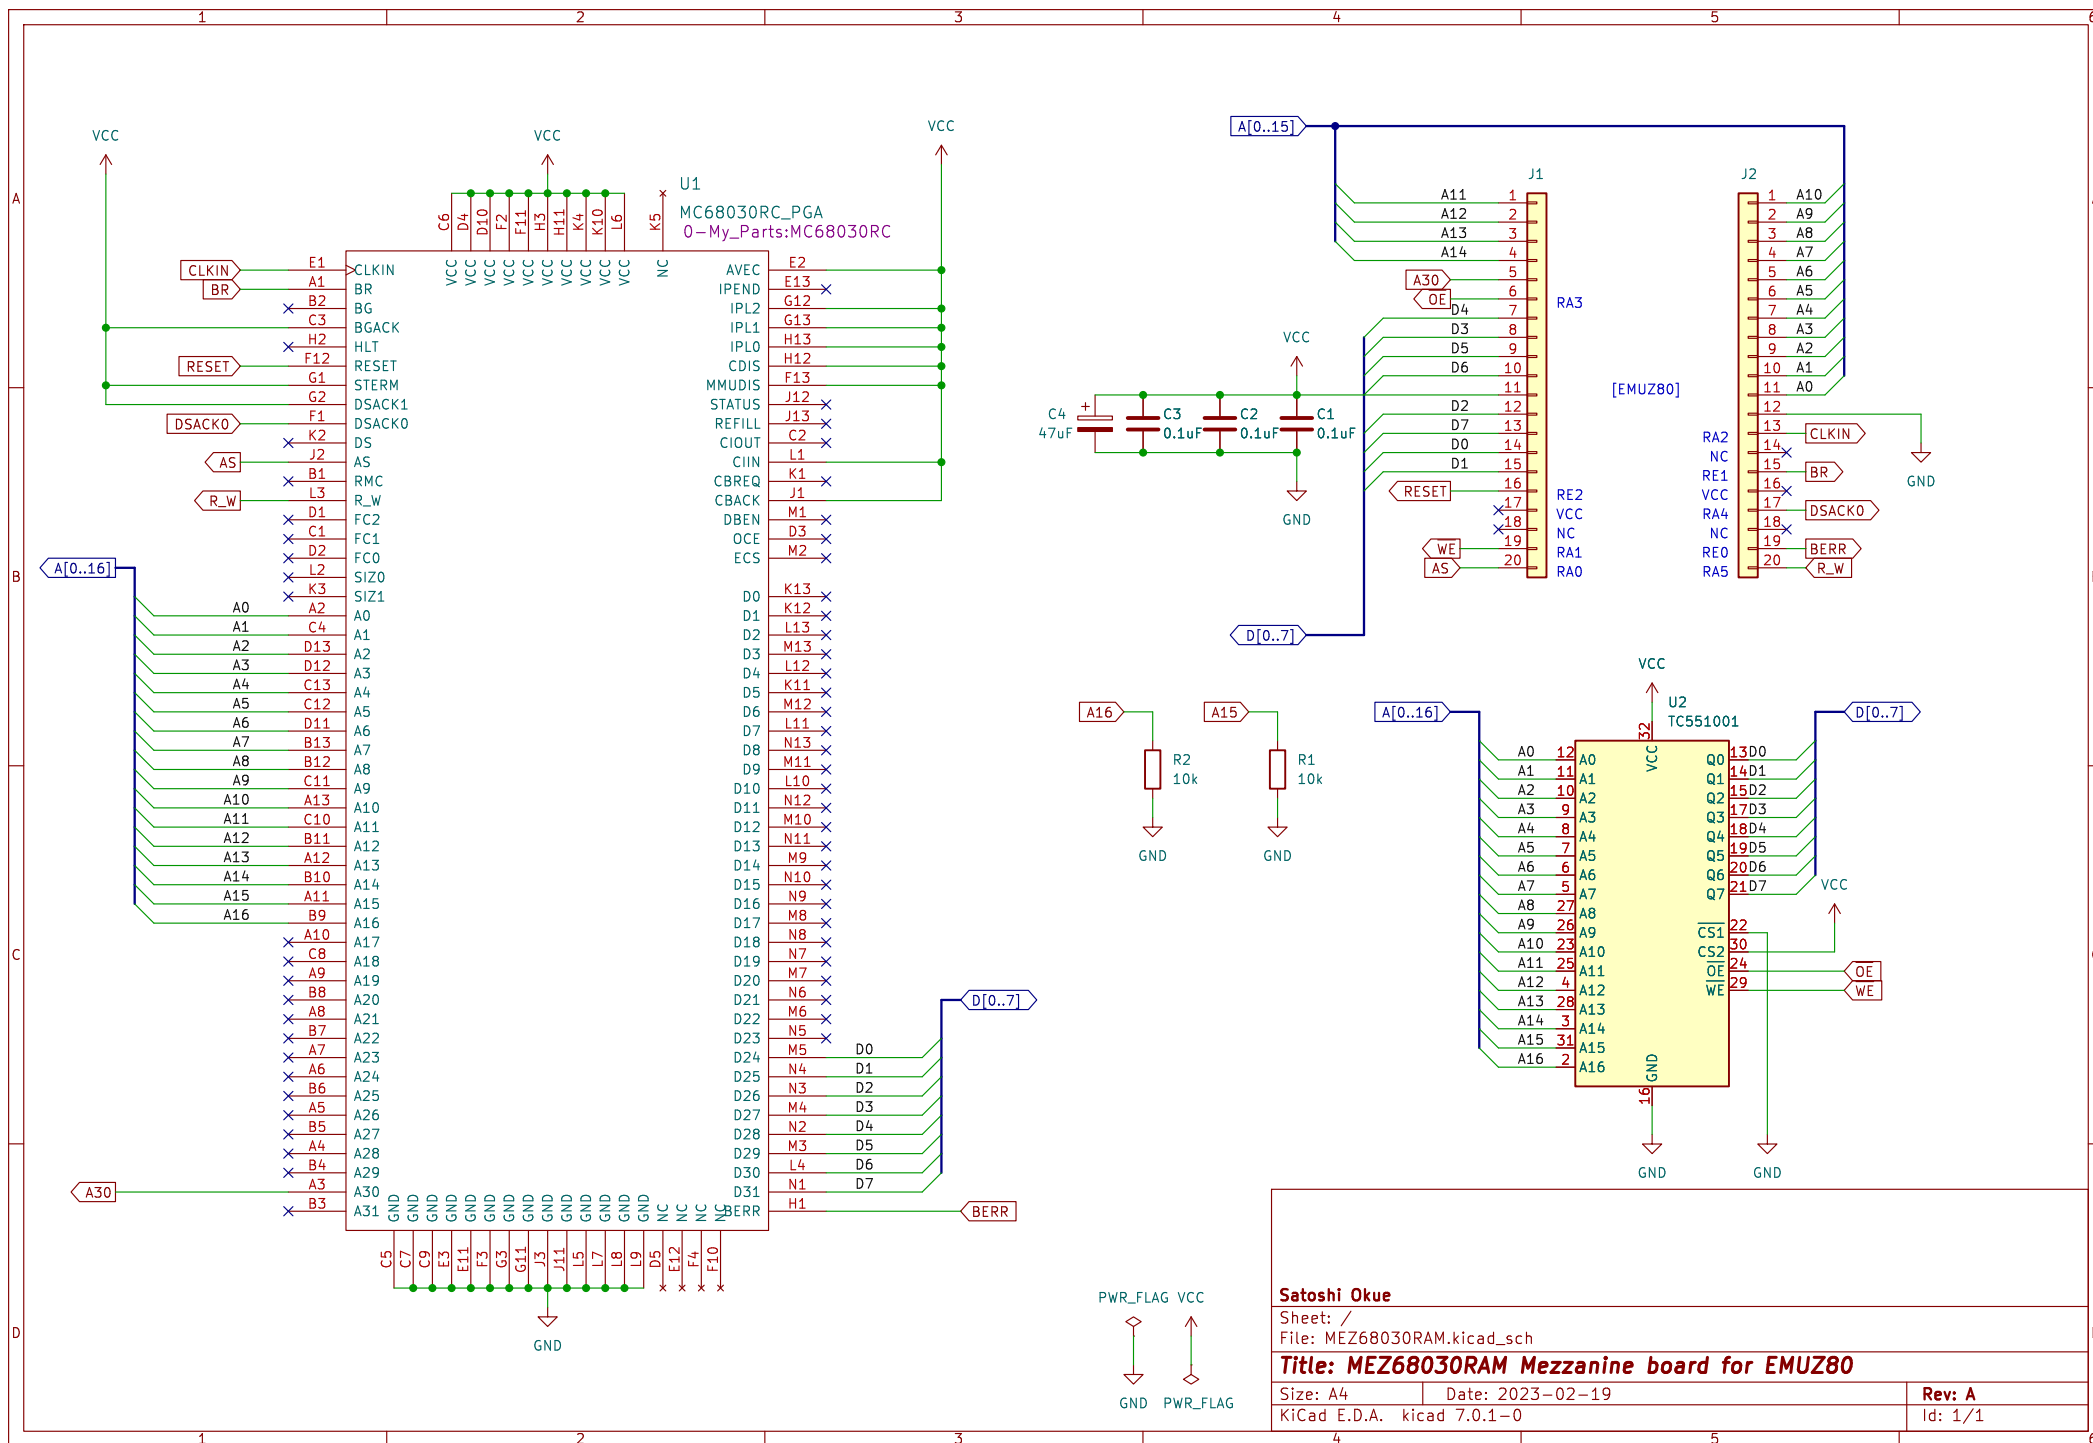 1 2 3 4 5 6
A
B
C
D
VCC
VCC
VCC
C6 D4 D10 F2 F11 H3 H11 K4 K10 L6 K5
U1
MC68030RC_PGA
0-My_Parts:MC68030RC
VCC VCC VCC VCC VCC VCC VCC VCC VCC VCC NC
CLKIN E1 CLKIN
BR A1 BR
B2 BG
C3 BGACK
H2 HLT
RESET F12 RESET
G1 STERM
G2 DSACK1
DSACK0 F1 DSACK0
K2 DS
AS J2 AS
B1 RMC
R_W L3 R_W
D1 FC2
C1 FC1
D2 FC0
L2 SIZ0
K3 SIZ1
A[0..16]
A0 A2 A0
A1 C4 A1
A2 D13 A2
A3 D12 A3
A4 C13 A4
A5 C12 A5
A6 D11 A6
A7 B13 A7
A8 B12 A8
A9 C11 A9
A10 A13 A10
A11 C10 A11
A12 B11 A12
A13 A12 A13
A14 B10 A14
A15 A11 A15
A16 B9 A16
A10 A17
C8 A18
A9 A19
B8 A20
A8 A21
B7 A22
A7 A23
A6 A24
B6 A25
A5 A26
B5 A27
A4 A28
B4 A29
A30 A3 A30
B3 A31
AVEC E2
IPEND E13
IPL2 G12
IPL1 G13
IPL0 H13
CDIS H12
MMUDIS F13
STATUS J12
REFILL J13
CIOUT C2
CIIN L1
CBREQ K1
CBACK J1
DBEN M1
OCE D3
ECS M2
D0 K13
D1 K12
D2 L13
D3 M13
D4 L12
D5 K11
D6 M12
D7 L11
D8 N13
D9 M11
D10 L10
D11 N12
D12 M10
D13 N11
D14 M9
D15 N10
D16 N9
D17 M8
D18 N8
D19 N7
D20 M7
D21 N6
D22 M6
D23 N5
D[0..7]
D24 M5 D0
D25 N4 D1
D26 N3 D2
D27 M4 D3
D28 N2 D4
D29 M3 D5
D30 L4 D6
D31 N1 D7
BERR H1 BERR
GND GND GND GND GND GND GND GND GND GND GND GND GND GND NC NC NC NC
C5 C7 C9 E3 E11 F3 G3 G11 J3 J11 L5 L7 L8 L9 D5 E12 F4 F10
GND
A[0..15]
J1
A11 1
A12 2
A13 3
A14 4
A30 5
OE 6 RA3
D4 7
D3 8
D5 9
D6 10
11
D2 12
D7 13
D0 14
D1 15
RESET 16 RE2
17 VCC
18 NC
WE 19 RA1
AS 20 RA0
D[0..7]
[EMUZ80]
J2
1 A10
2 A9
3 A8
4 A7
5 A6
6 A5
7 A4
8 A3
9 A2
10 A1
11 A0
12
RA2 13 CLKIN
NC 14
RE1 15 BR
VCC 16
RA4 17 DSACK0
NC 18
RE0 19 BERR
RA5 20 R_W
GND
VCC
C4 + 47uF
C3 0.1uF
C2 0.1uF
C1 0.1uF
GND
A16
R2
10k
GND
A15
R1
10k
GND
VCC
U2
TC551001
A[0..16]
D[0..7]
32 VCC
A0 12 A0
A1 11 A1
A2 10 A2
A3 9 A3
A4 8 A4
A5 7 A5
A6 6 A6
A7 5 A7
A8 27 A8
A9 26 A9
A10 23 A10
A11 25 A11
A12 4 A12
A13 28 A13
A14 3 A14
A15 31 A15
A16 2 A16
Q0 13 D0
Q1 14 D1
Q2 15 D2
Q3 17 D3
Q4 18 D4
Q5 19 D5
Q6 20 D6
Q7 21 D7
VCC
CS1 22
CS2 30
OE 24 OE
WE 29 WE
GND 16
GND
GND
PWR_FLAG VCC
GND PWR_FLAG
Satoshi Okue
Sheet: /
File: MEZ68030RAM.kicad_sch
Title: MEZ68030RAM Mezzanine board for EMUZ80
Size: A4 Date: 2023-02-19 Rev: A
KiCad E.D.A. kicad 7.0.1-0 Id: 1/1
1 2 3 4 5 6